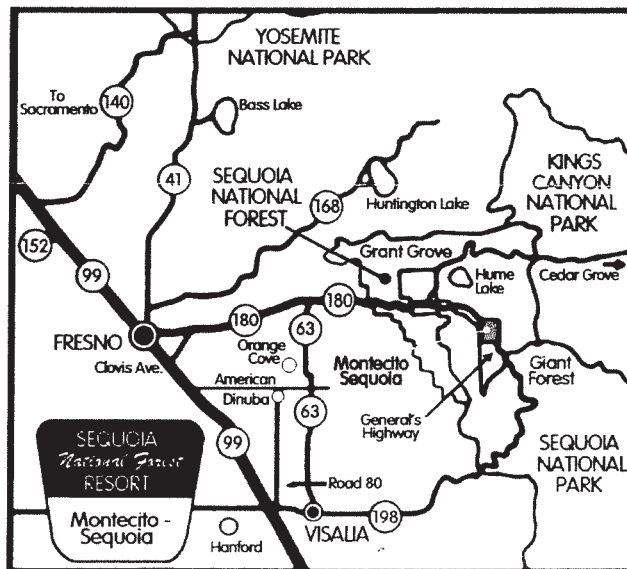 YOSEMITE
NATIONAL PARK
To
Sacramento
140
Bass Lake
41
SEQUOIA
NATIONAL
FOREST
168
Huntington Lake
KINGS
CANYON
NATIONAL
PARK
152
99
Grant Grove
Hume
Lake
Cedar Grove
180
180
FRESNO
63
Clovis Ave.
Orange
Cove
Montecito
Sequoia
Giant
Forest
American
Dinuba
63
General's
Highway
99
SEQUOIA
National Forest
RESORT
Montecito -
Sequoia
SEQUOIA
NATIONAL
PARK
Road 80
198
Hanford
VISALIA